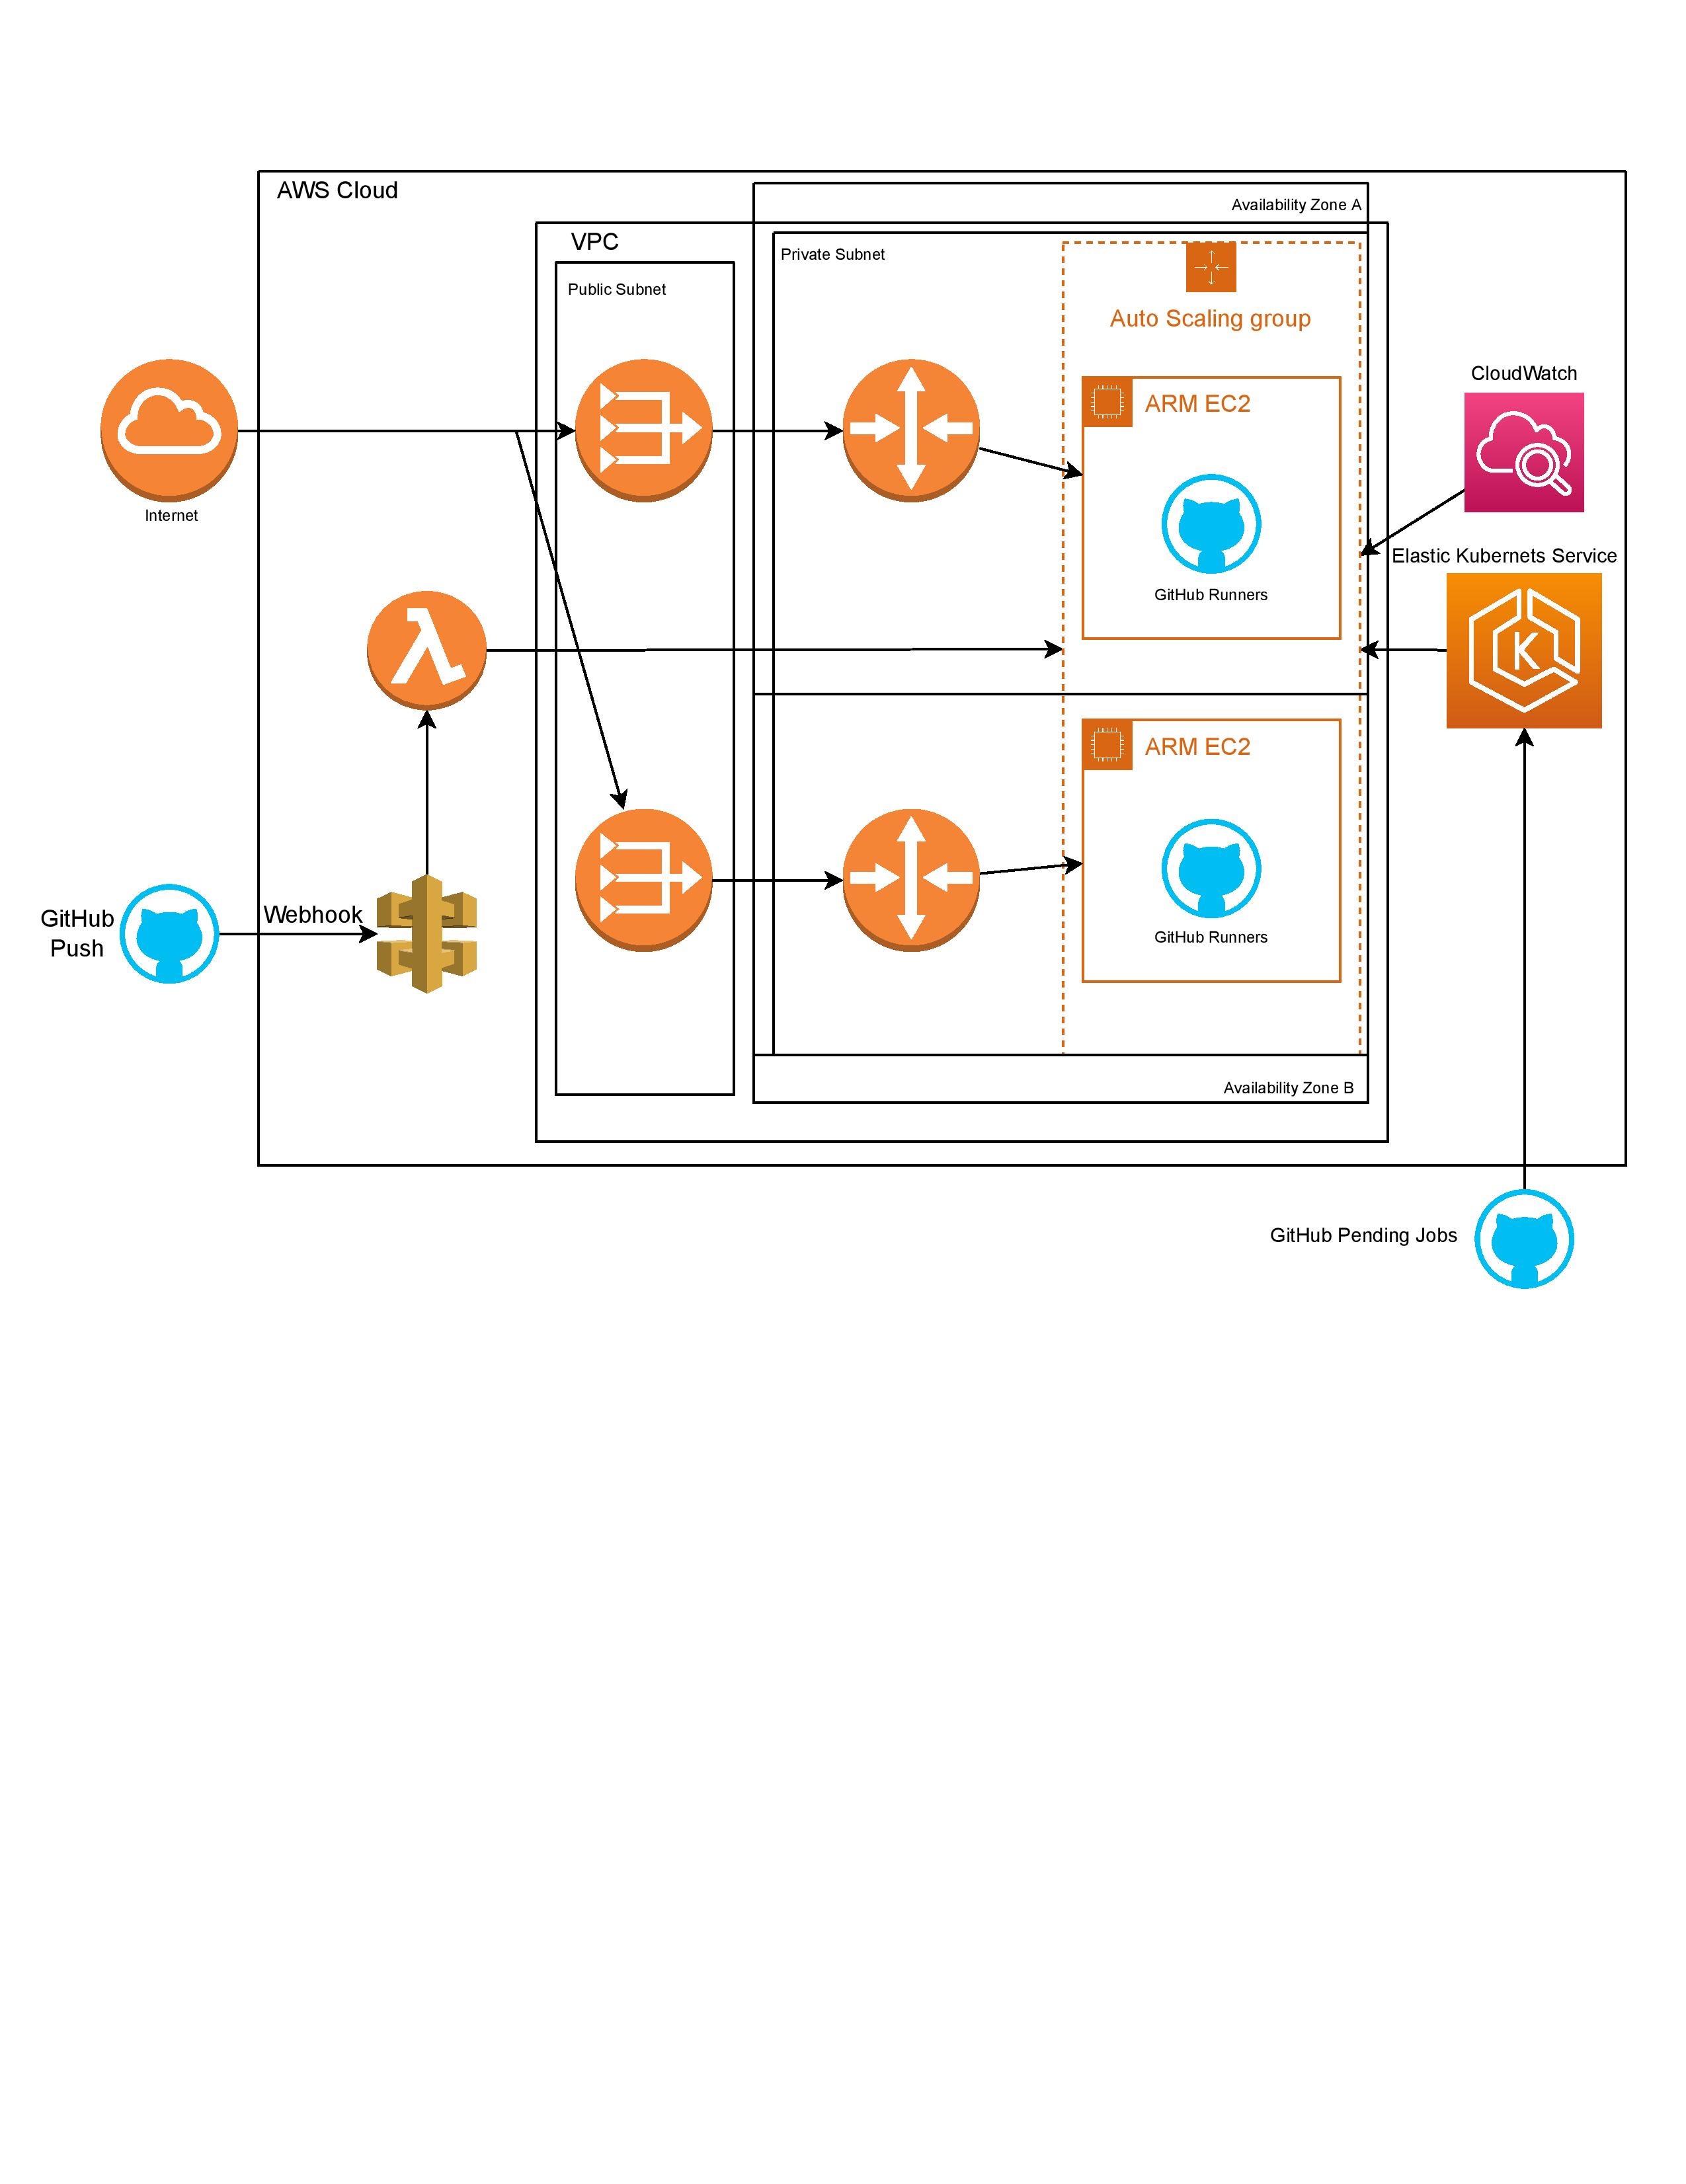 AWS Cloud
Availability Zone A
VPC
Private Subnet
Public Subnet
Auto Scaling group
CloudWatch
ARM EC2
Internet
Elastic Kubernets Service
GitHub Runners
ARM EC2
GitHub
Push
Webhook
GitHub Runners
Availability Zone B
GitHub Pending Jobs